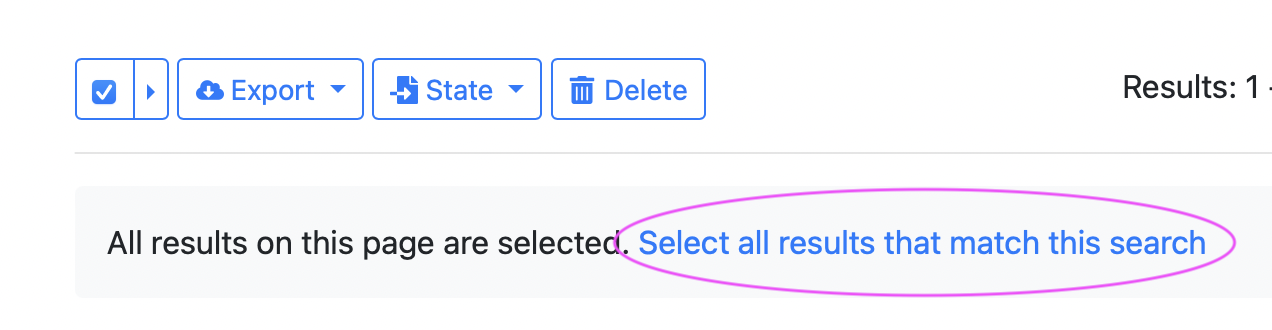 Export State Delete Results: 1 -
All results on this page are selected. Select all results that match this search